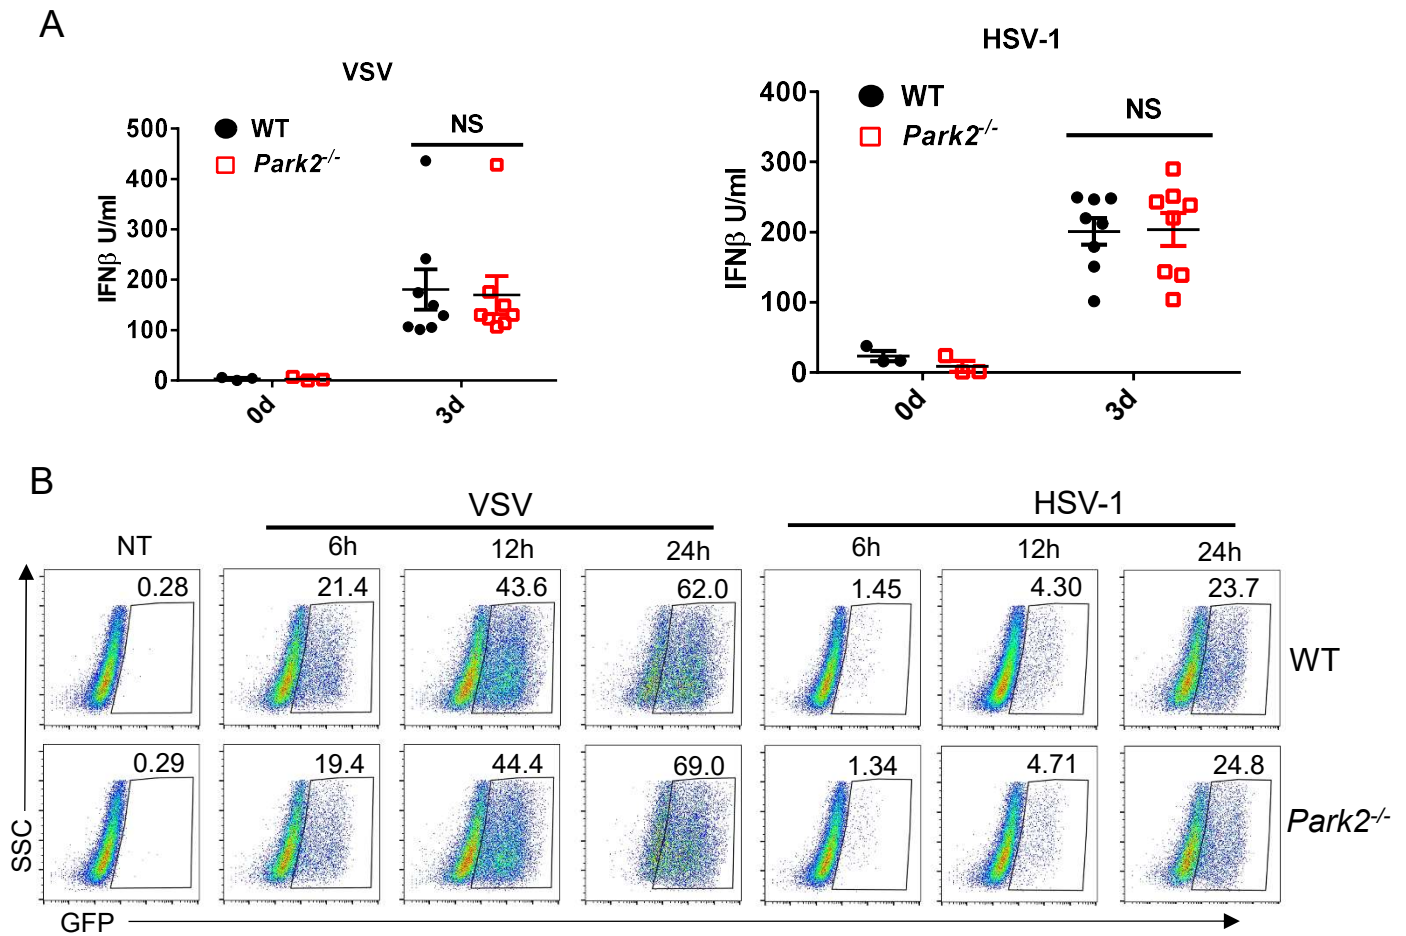 A
VSV
500
400
300
200
100
0
IFNβ U/ml
WT
Park2-/-
NS
0d
3d
HSV-1
400
300
200
100
0
IFNβ U/ml
WT
Park2-/-
NS
0d
3d
B
VSV
HSV-1
NT
6h
12h
24h
6h
12h
24h
0.28
21.4
43.6
62.0
1.45
4.30
23.7
WT
0.29
19.4
44.4
69.0
1.34
4.71
24.8
Park2-/-
SSC
GFP